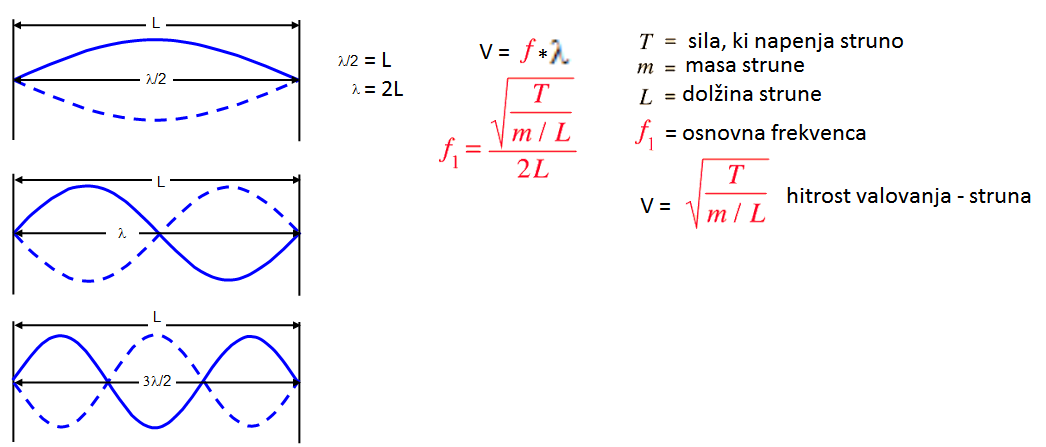 L
λ/2
λ/2 = L
λ = 2L
L
λ
L
3λ/2
V = f*λ
f₁ = √(T / (m / L)) / 2L
T = sila, ki napenja struno
m = masa strune
L = dolžina strune
f₁ = osnovna frekvenca
V = √(T / (m / L)) hitrost valovanja - struna